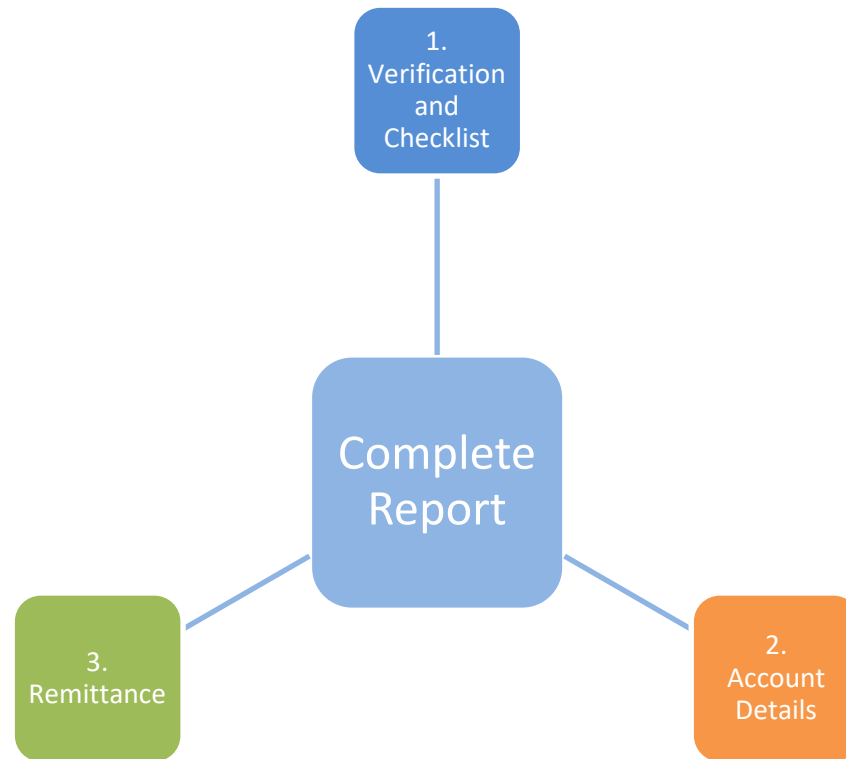 1.
Verification
and
Checklist
Complete
Report
2.
Account
Details
3.
Remittance